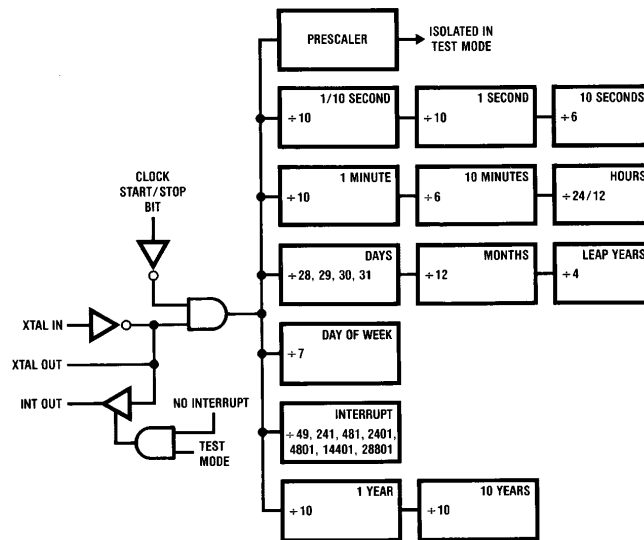 PRESCALER
ISOLATED IN
TEST MODE
1/10 SECOND
÷10
1 SECOND
÷10
10 SECONDS
÷6
1 MINUTE
÷10
10 MINUTES
÷6
HOURS
÷24/12
CLOCK
START/STOP
BIT
DAYS
÷28, 29, 30, 31
MONTHS
÷12
LEAP YEARS
÷4
XTAL IN
XTAL OUT
INT OUT
NO INTERRUPT
TEST
MODE
DAY OF WEEK
÷7
INTERRUPT
÷49, 241, 481, 2401,
4801, 14401, 28801
1 YEAR
÷10
10 YEARS
÷10